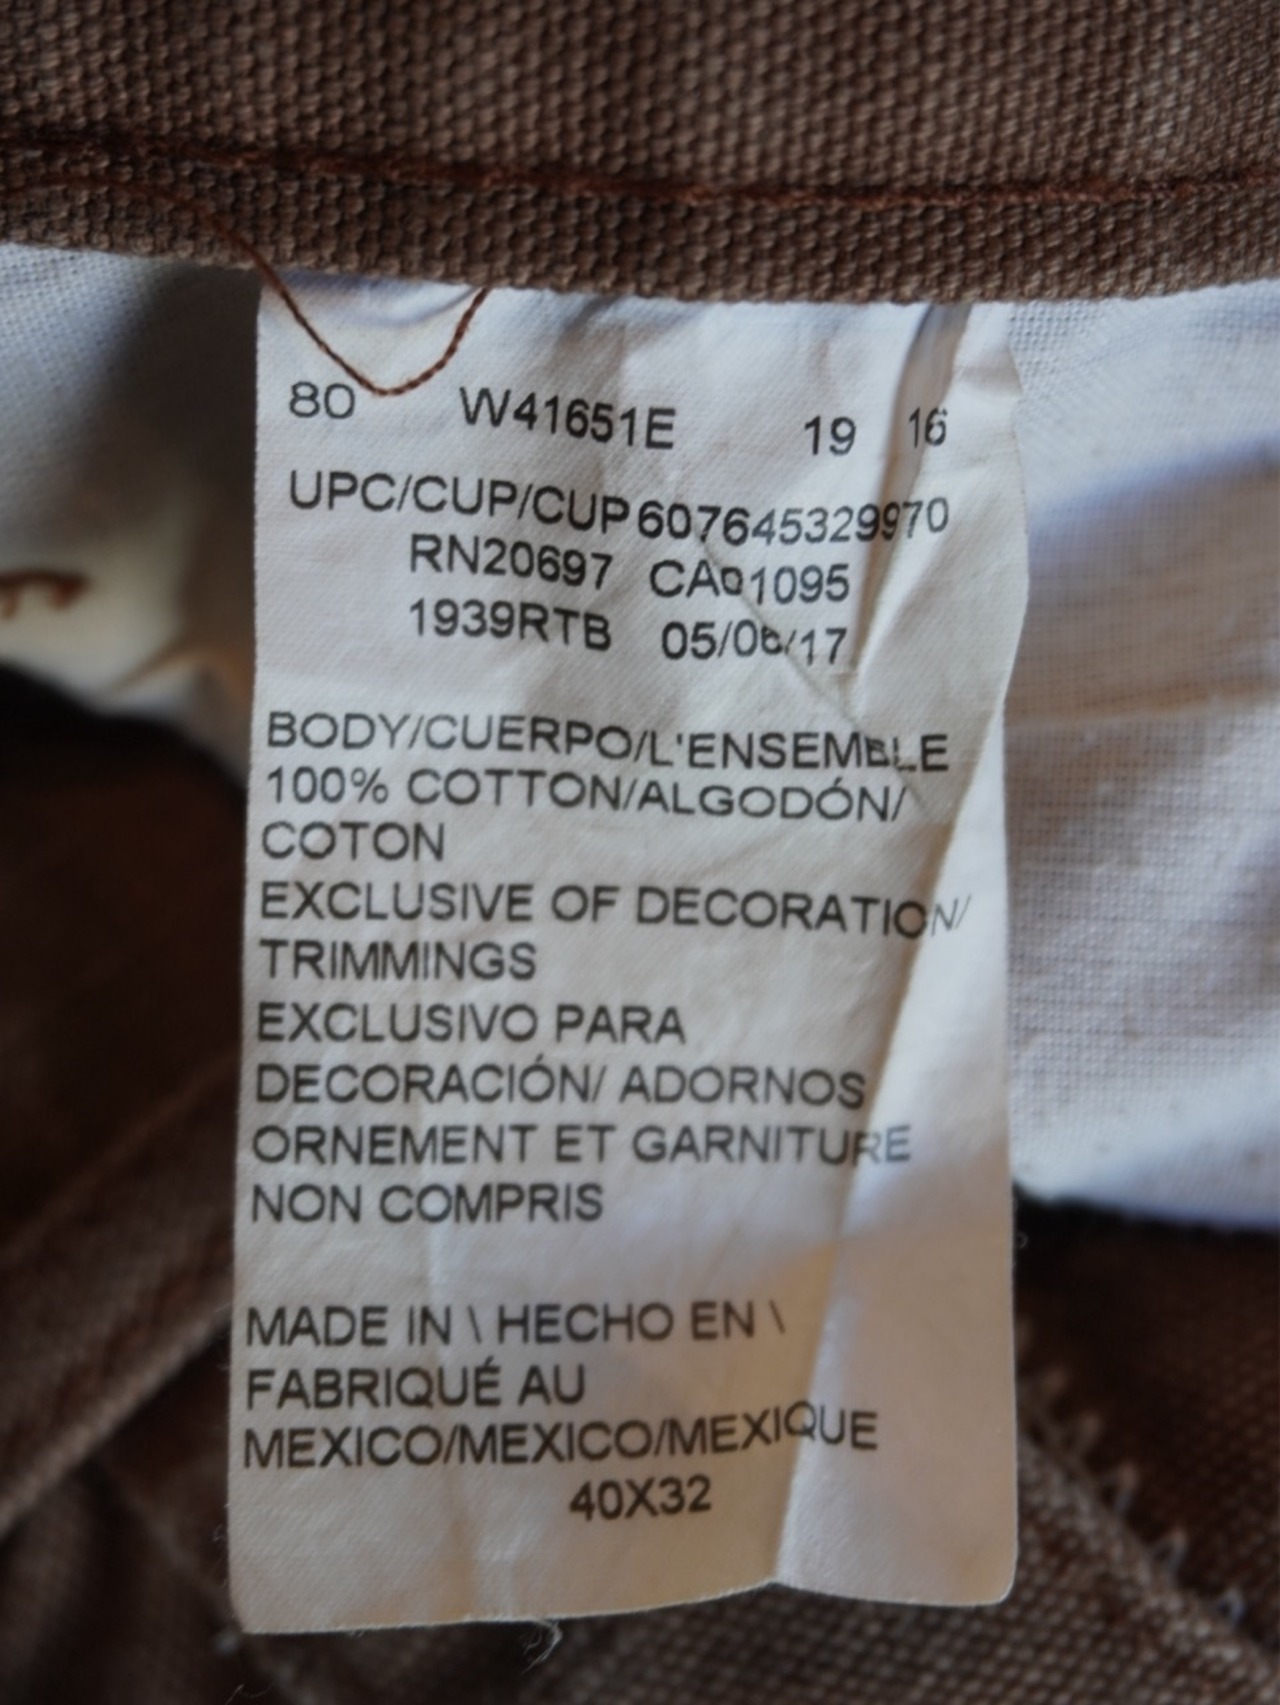 80 W41651E 19 16
UPC/CUP/CUP 607645329970
RN20697 CA01095
1939RTB 05/06/17
BODY/CUERPO/L'ENSEMBLE
100% COTTON/ALGODÓN/
COTON
EXCLUSIVE OF DECORATION/
TRIMMINGS
EXCLUSIVO PARA
DECORACIÓN/ ADORNOS
ORNEMENT ET GARNITURE
NON COMPRIS
MADE IN \ HECHO EN \
FABRIQUÉ AU
MEXICO/MEXICO/MEXIQUE
40X32